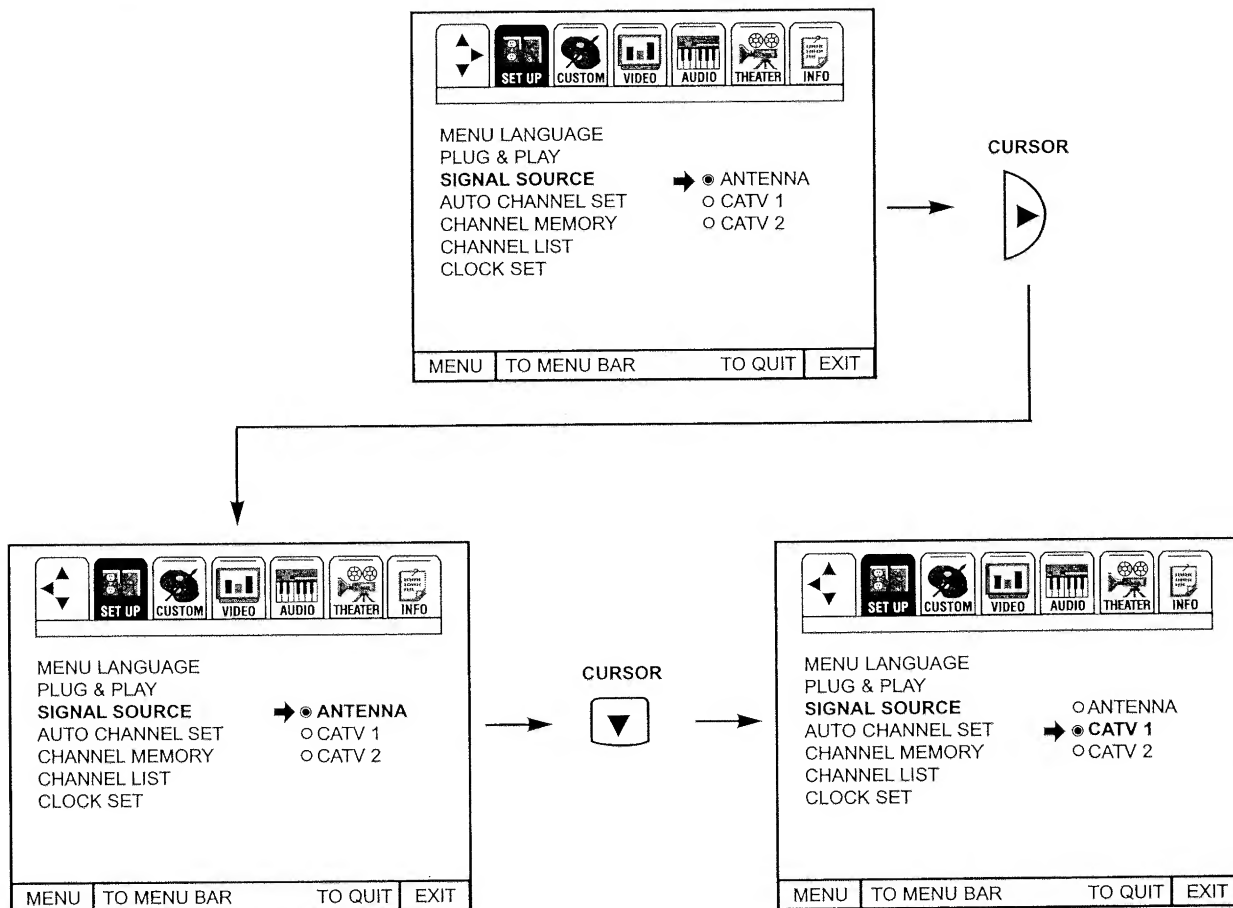 SET UP CUSTOM VIDEO AUDIO THEATER INFO
MENU LANGUAGE
PLUG & PLAY
SIGNAL SOURCE ANTENNA
AUTO CHANNEL SET CATV 1
CHANNEL MEMORY CATV 2
CHANNEL LIST
CLOCK SET
MENU TO MENU BAR TO QUIT EXIT
CURSOR
SET UP CUSTOM VIDEO AUDIO THEATER INFO
MENU LANGUAGE
PLUG & PLAY
SIGNAL SOURCE ANTENNA
AUTO CHANNEL SET CATV 1
CHANNEL MEMORY CATV 2
CHANNEL LIST
CLOCK SET
MENU TO MENU BAR TO QUIT EXIT
CURSOR
SET UP CUSTOM VIDEO AUDIO THEATER INFO
MENU LANGUAGE
PLUG & PLAY
SIGNAL SOURCE ANTENNA
AUTO CHANNEL SET CATV 1
CHANNEL MEMORY CATV 2
CHANNEL LIST
CLOCK SET
MENU TO MENU BAR TO QUIT EXIT